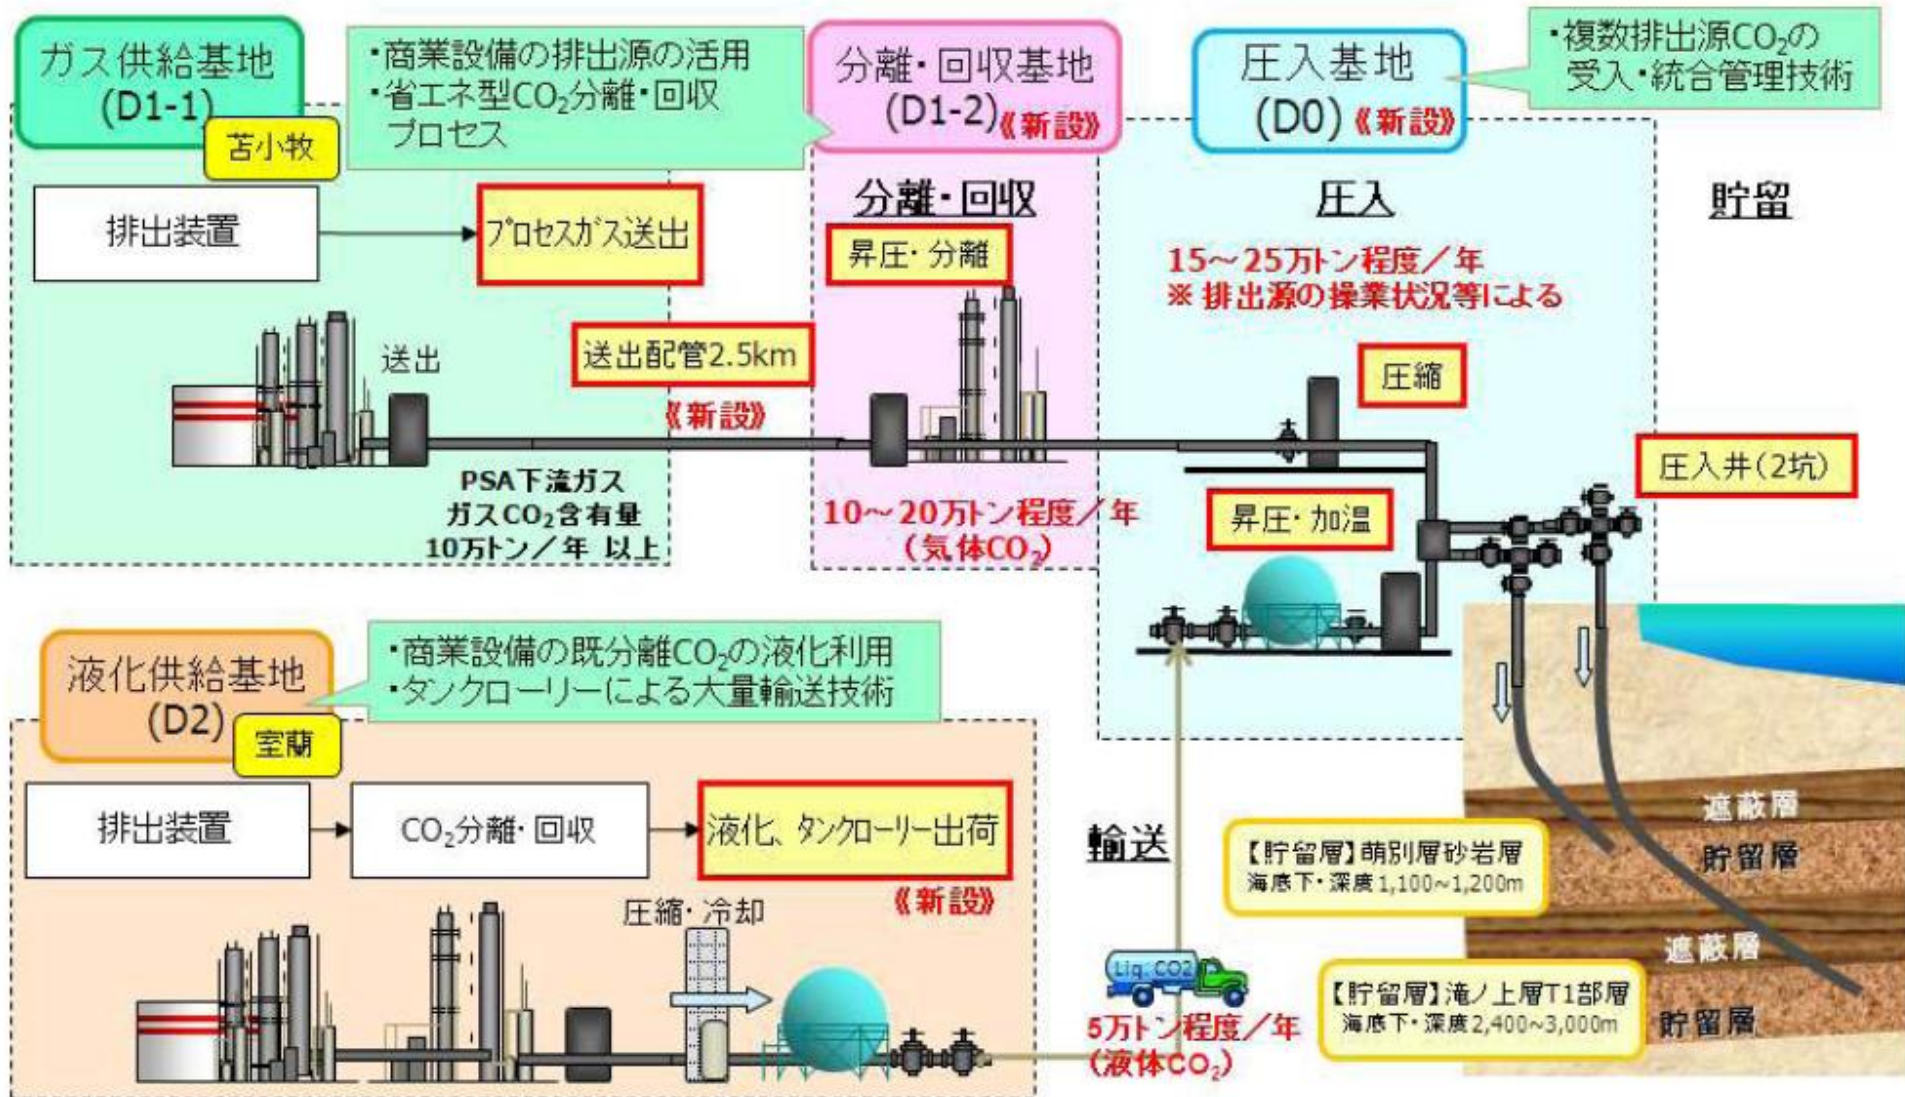 ガス供給基地
(D1-1)
苫小牧
・商業設備の排出源の活用
・省エネ型CO₂分離・回収
プロセス
分離・回収基地
(D1-2)《新設》
圧入基地
(D0)《新設》
・複数排出源CO₂の
受入・統合管理技術
排出装置
プロセスガス送出
分離・回収
昇圧・分離
圧入
15～25万トン程度／年
※ 排出源の操業状況等による
貯留
送出
送出配管2.5km
《新設》
圧縮
PSA下流ガス
ガスCO₂含有量
10万トン／年 以上
10～20万トン程度／年
（気体CO₂）
昇圧・加温
圧入井（2坑）
液化供給基地
(D2)
室蘭
・商業設備の既分離CO₂の液化利用
・タンクローリーによる大量輸送技術
排出装置
CO₂分離・回収
液化、タンクローリー出荷
《新設》
圧縮・冷却
輸送
Liq. CO2
5万トン程度／年
（液体CO₂）
遮蔽層
【貯留層】萌別層砂岩層
海底下・深度1,100~1,200m
貯留層
遮蔽層
【貯留層】滝ノ上層T1部層
海底下・深度2,400~3,000m
貯留層